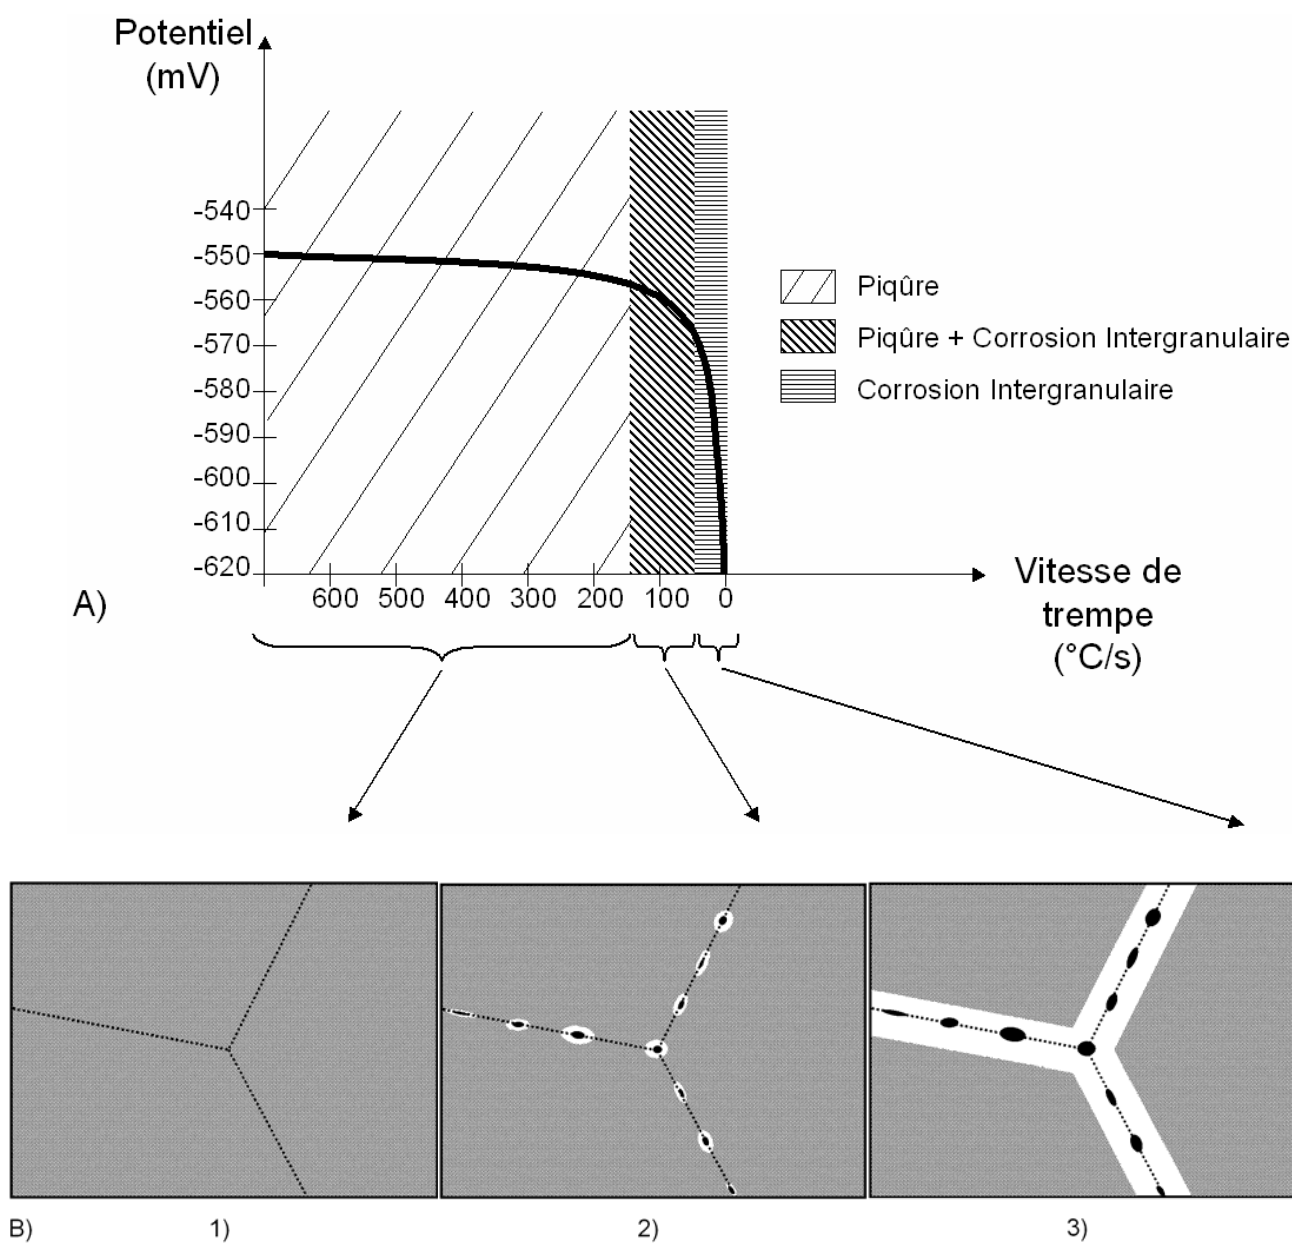 Potentiel
(mV)
-540
-550
-560
-570
-580
-590
-600
-610
-620
Piqûre
Piqûre + Corrosion Intergranulaire
Corrosion Intergranulaire
600 500 400 300 200 100 0
Vitesse de
trempe
(°C/s)
A)
B) 1) 2) 3)